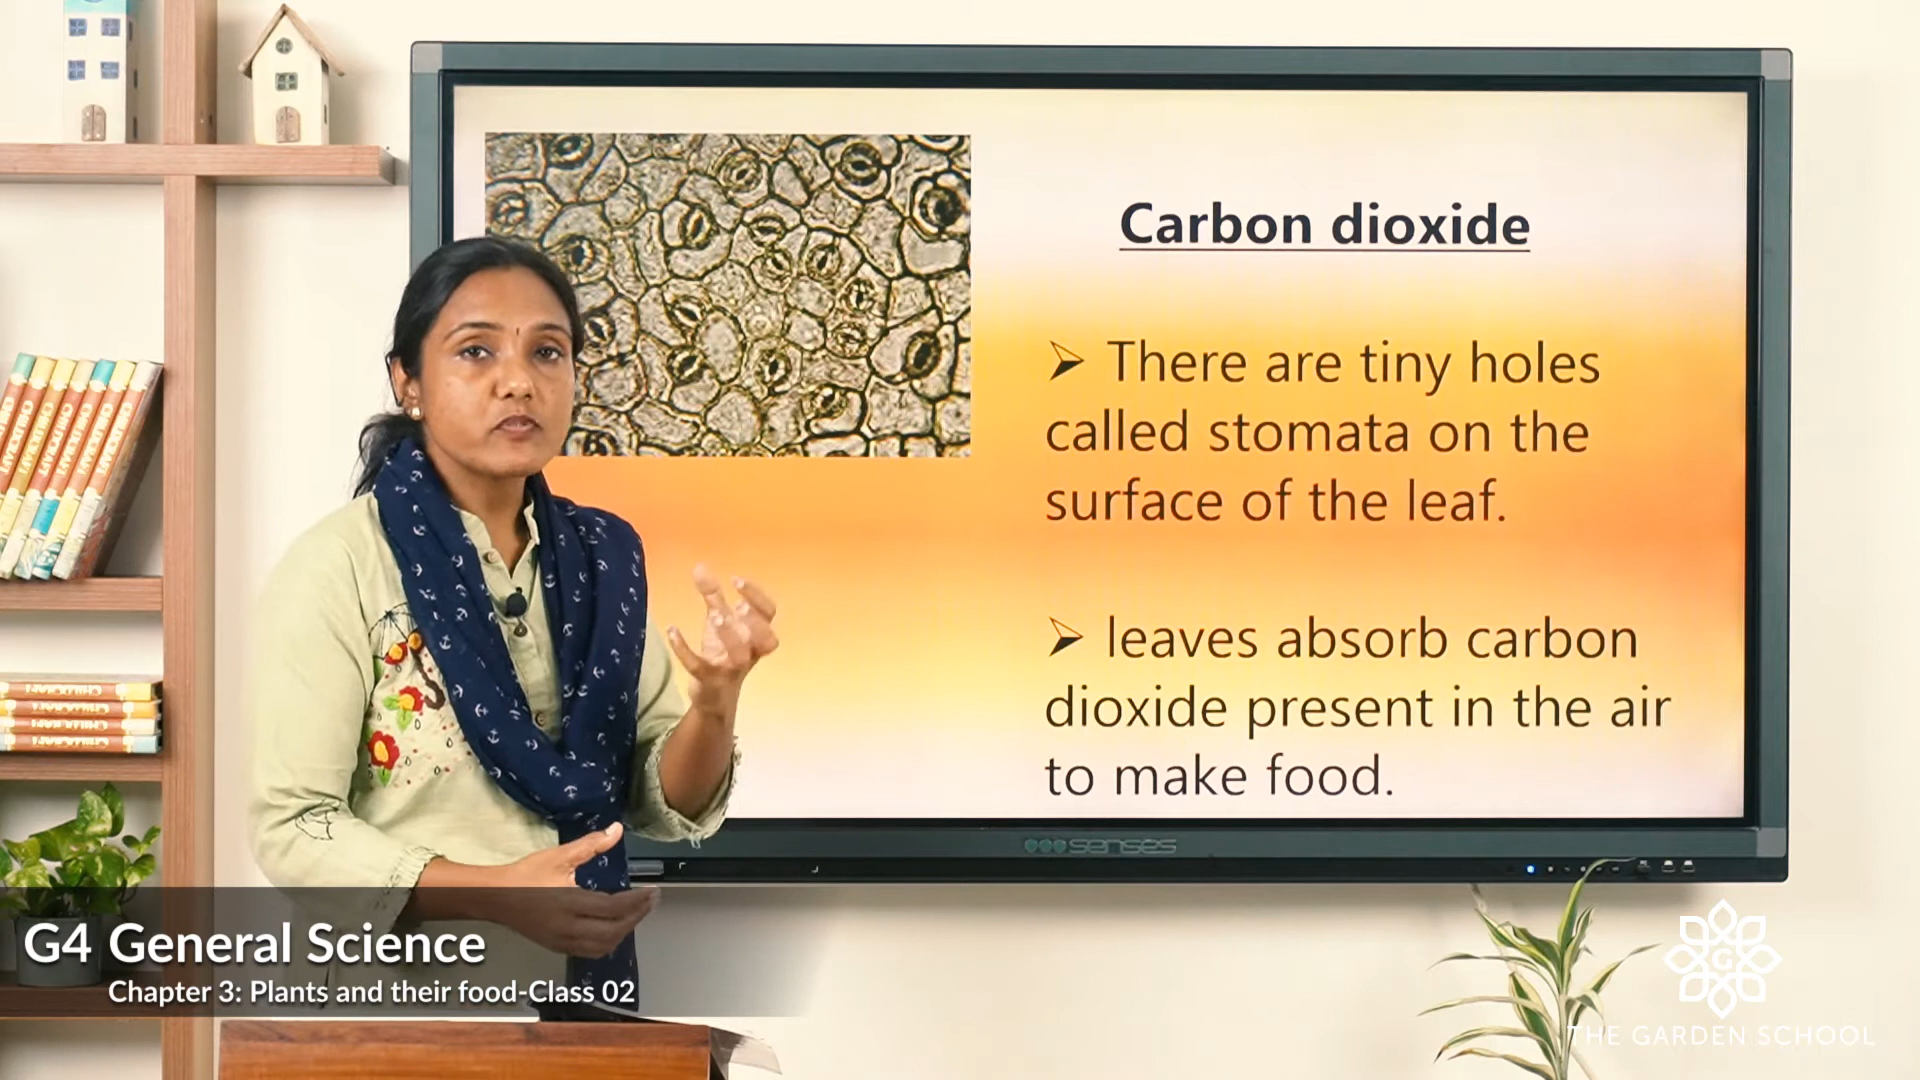 Carbon dioxide
➢ There are tiny holes
called stomata on the
surface of the leaf.
➢ leaves absorb carbon
dioxide present in the air
to make food.
senses
G4 General Science
Chapter 3: Plants and their food-Class 02
G
THE GARDEN SCHOOL